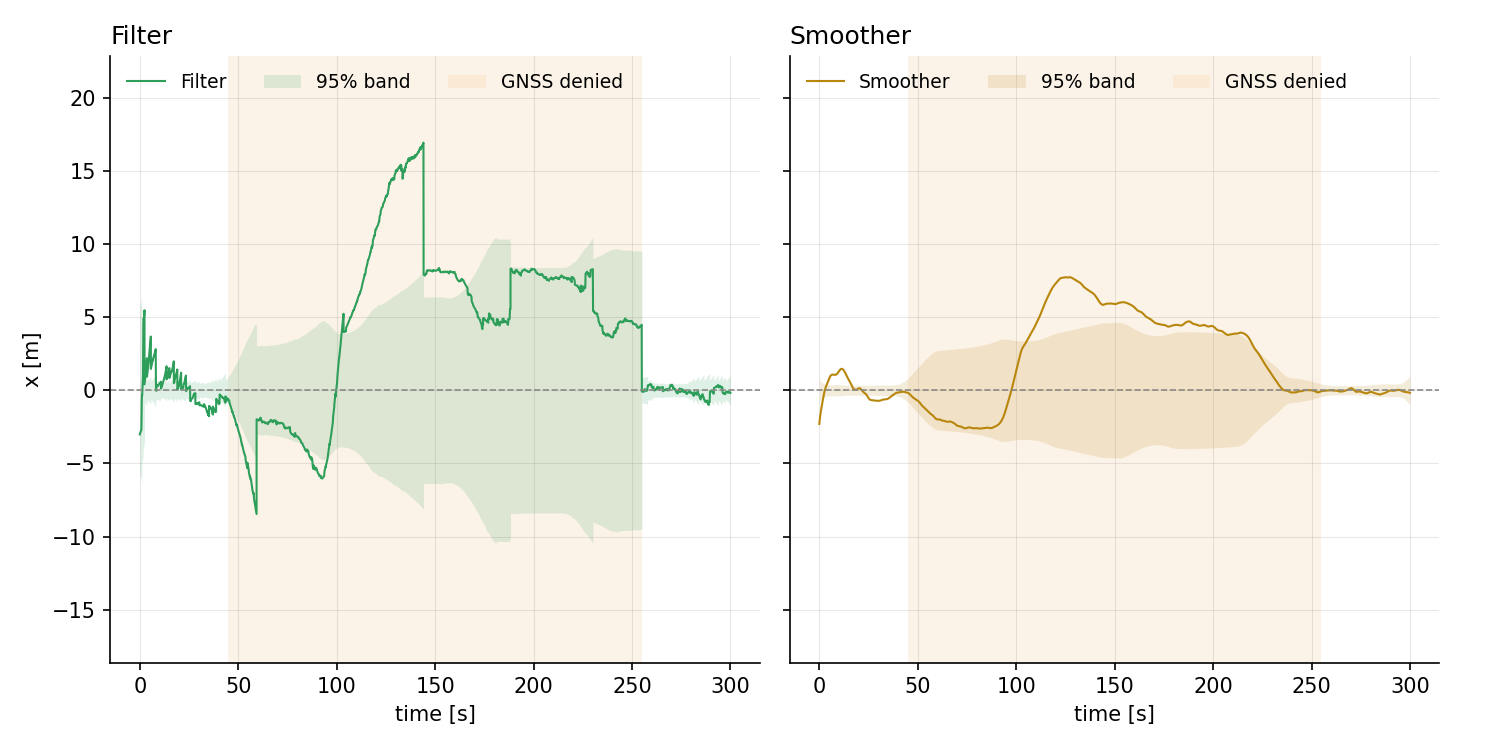 Filter
Filter 95% band GNSS denied
x [m]
20
15
10
5
0
−5
−10
−15
0 50 100 150 200 250 300
time [s]
Smoother
Smoother 95% band GNSS denied
0 50 100 150 200 250 300
time [s]